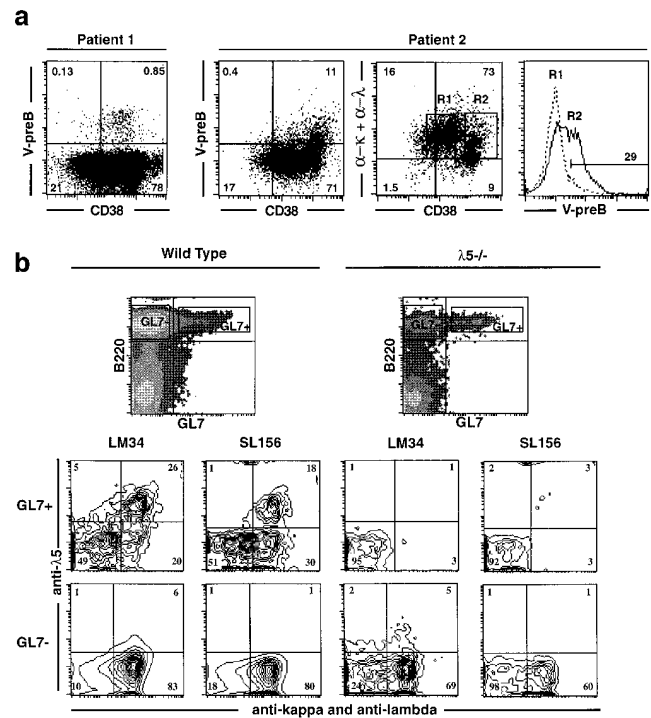 a
Patient 1
Patient 2
0.13 0.85
21 78
V-preB
CD38
0.4 11
17 71
V-preB
CD38
16 73
R1 R2
1.5 9
α-κ + α-λ
CD38
R1
R2
29
V-preB
b
Wild Type
λ5-/-
GL7- GL7+
B220
GL7
GL7- GL7+
B220
GL7
LM34 SL156 LM34 SL156
GL7+
5 26
49 20
1 18
51 30
1 1
95 3
2 3
92 3
anti-λ5
GL7-
1 6
10 83
1 1
18 80
2 5
24 69
1 1
98 60
anti-kappa and anti-lambda